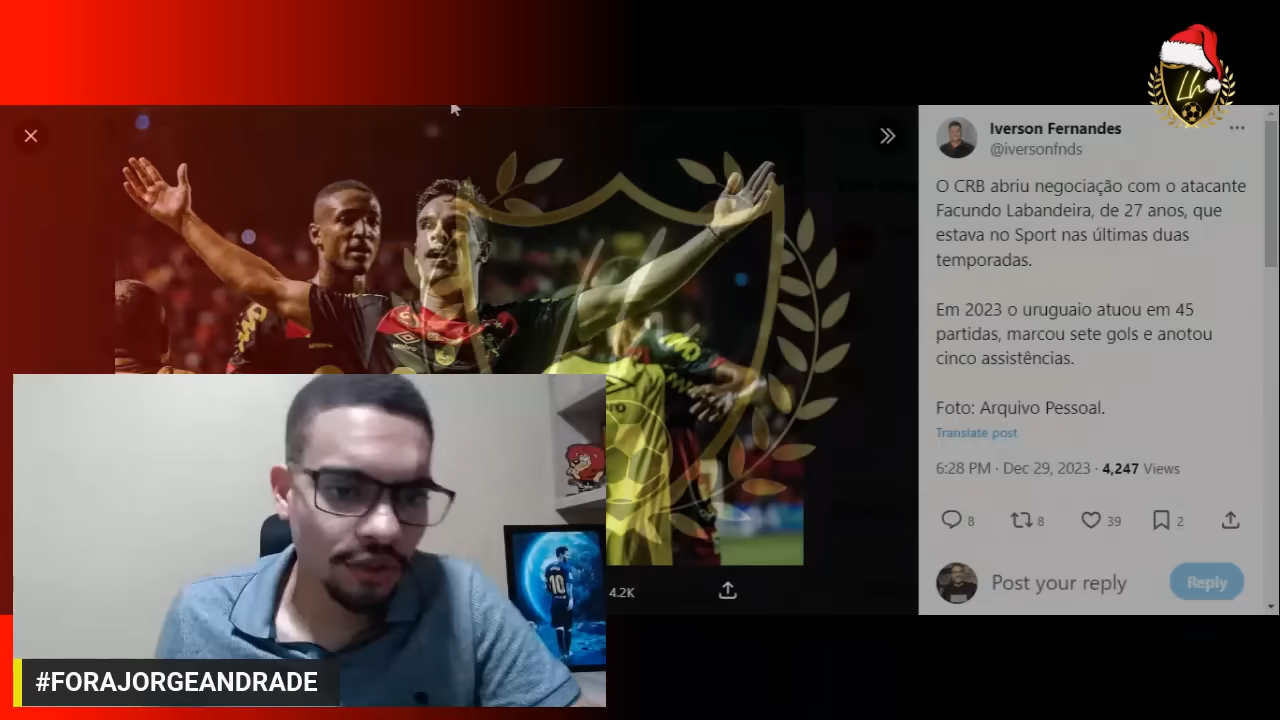 Lh
Iverson Fernandes
@iversonfnds
O CRB abriu negociação com o atacante
Facundo Labandeira, de 27 anos, que
estava no Sport nas últimas duas
temporadas.
Em 2023 o uruguaio atuou em 45
partidas, marcou sete gols e anotou
cinco assistências.
Foto: Arquivo Pessoal.
Translate post
6:28 PM · Dec 29, 2023 · 4,247 Views
8 8 39 2
Post your reply
Reply
4.2K
10
#FORAJORGEANDRADE